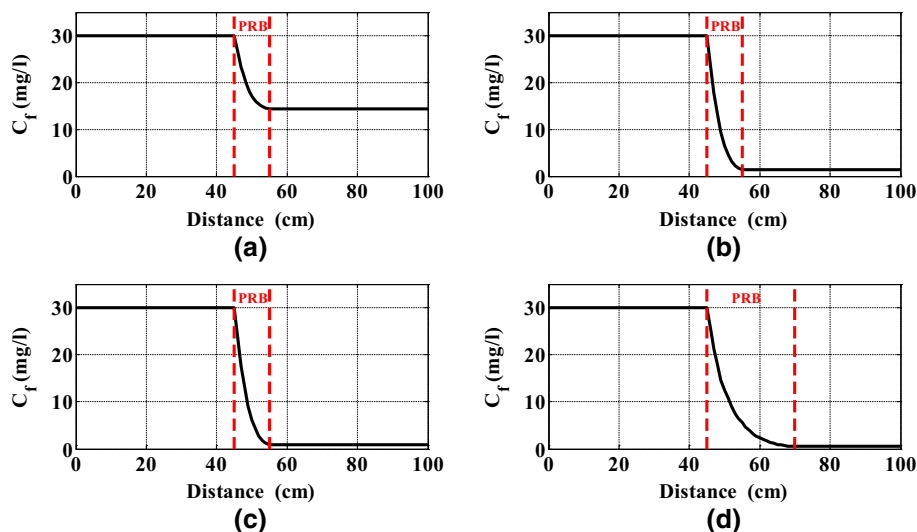 PRB PRB
30 30
20 20
10 10
0 0
C_f (mg/l) C_f (mg/l)
0 20 40 60 80 100 0 20 40 60 80 100
Distance (cm) Distance (cm)
(a) (b)
PRB PRB
30 30
20 20
10 10
0 0
C_f (mg/l) C_f (mg/l)
0 20 40 60 80 100 0 20 40 60 80 100
Distance (cm) Distance (cm)
(c) (d)